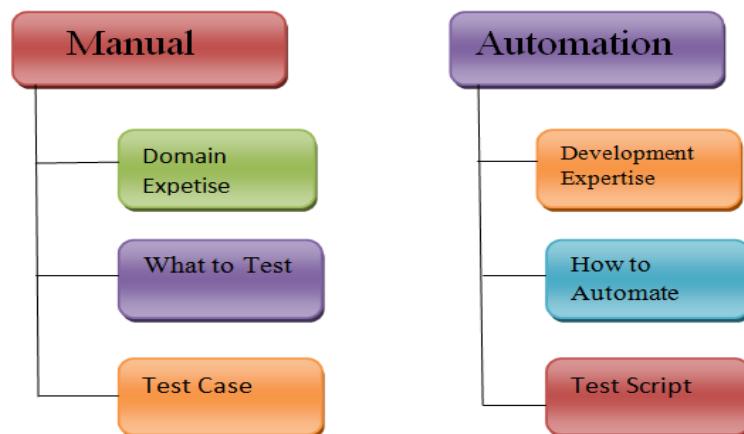 Manual
Domain
Expetise
What to Test
Test Case
Automation
Development
Expertise
How to
Automate
Test Script